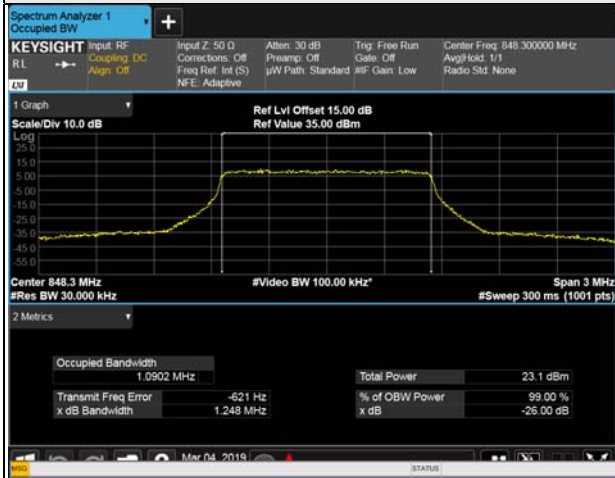 Spectrum Analyzer 1
Occupied BW
KEYSIGHT
RL
LXI
Input: RF
Coupling: DC
Align: Off
Input Z: 50 Ω
Corrections: Off
Freq Ref: Int (S)
NFE: Adaptive
Atten: 30 dB
Preamp: Off
µW Path: Standard
Trig: Free Run
Gate: Off
#IF Gain: Low
Center Freq: 848.300000 MHz
Avg|Hold: 1/1
Radio Std: None
1 Graph
Scale/Div 10.0 dB
Ref Lvl Offset 15.00 dB
Ref Value 35.00 dBm
Log
25.0
15.0
5.00
-5.00
-15.0
-25.0
-35.0
-45.0
-55.0
Center 848.3 MHz
#Res BW 30.000 kHz
#Video BW 100.00 kHz*
Span 3 MHz
#Sweep 300 ms (1001 pts)
2 Metrics
Occupied Bandwidth
1.0902 MHz
Transmit Freq Error -621 Hz
x dB Bandwidth 1.248 MHz
Total Power 23.1 dBm
% of OBW Power 99.00 %
x dB -26.00 dB
Mar 04, 2019
MSG
STATUS